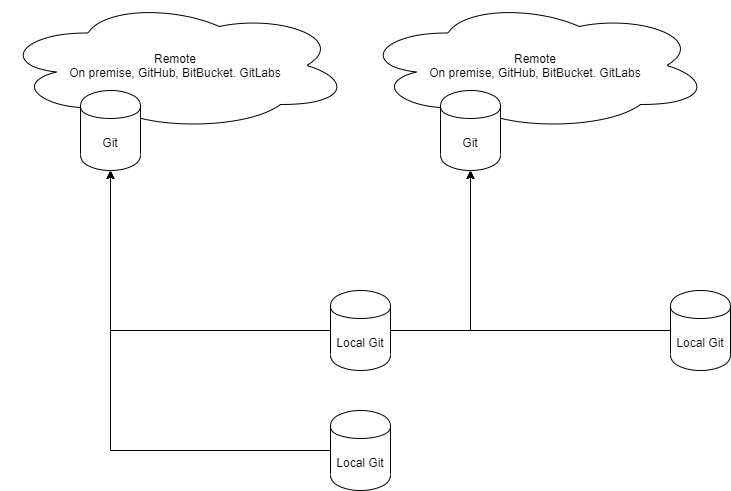 Remote
On premise, GitHub, BitBucket. GitLabs
Git
Remote
On premise, GitHub, BitBucket. GitLabs
Git
Local Git
Local Git
Local Git